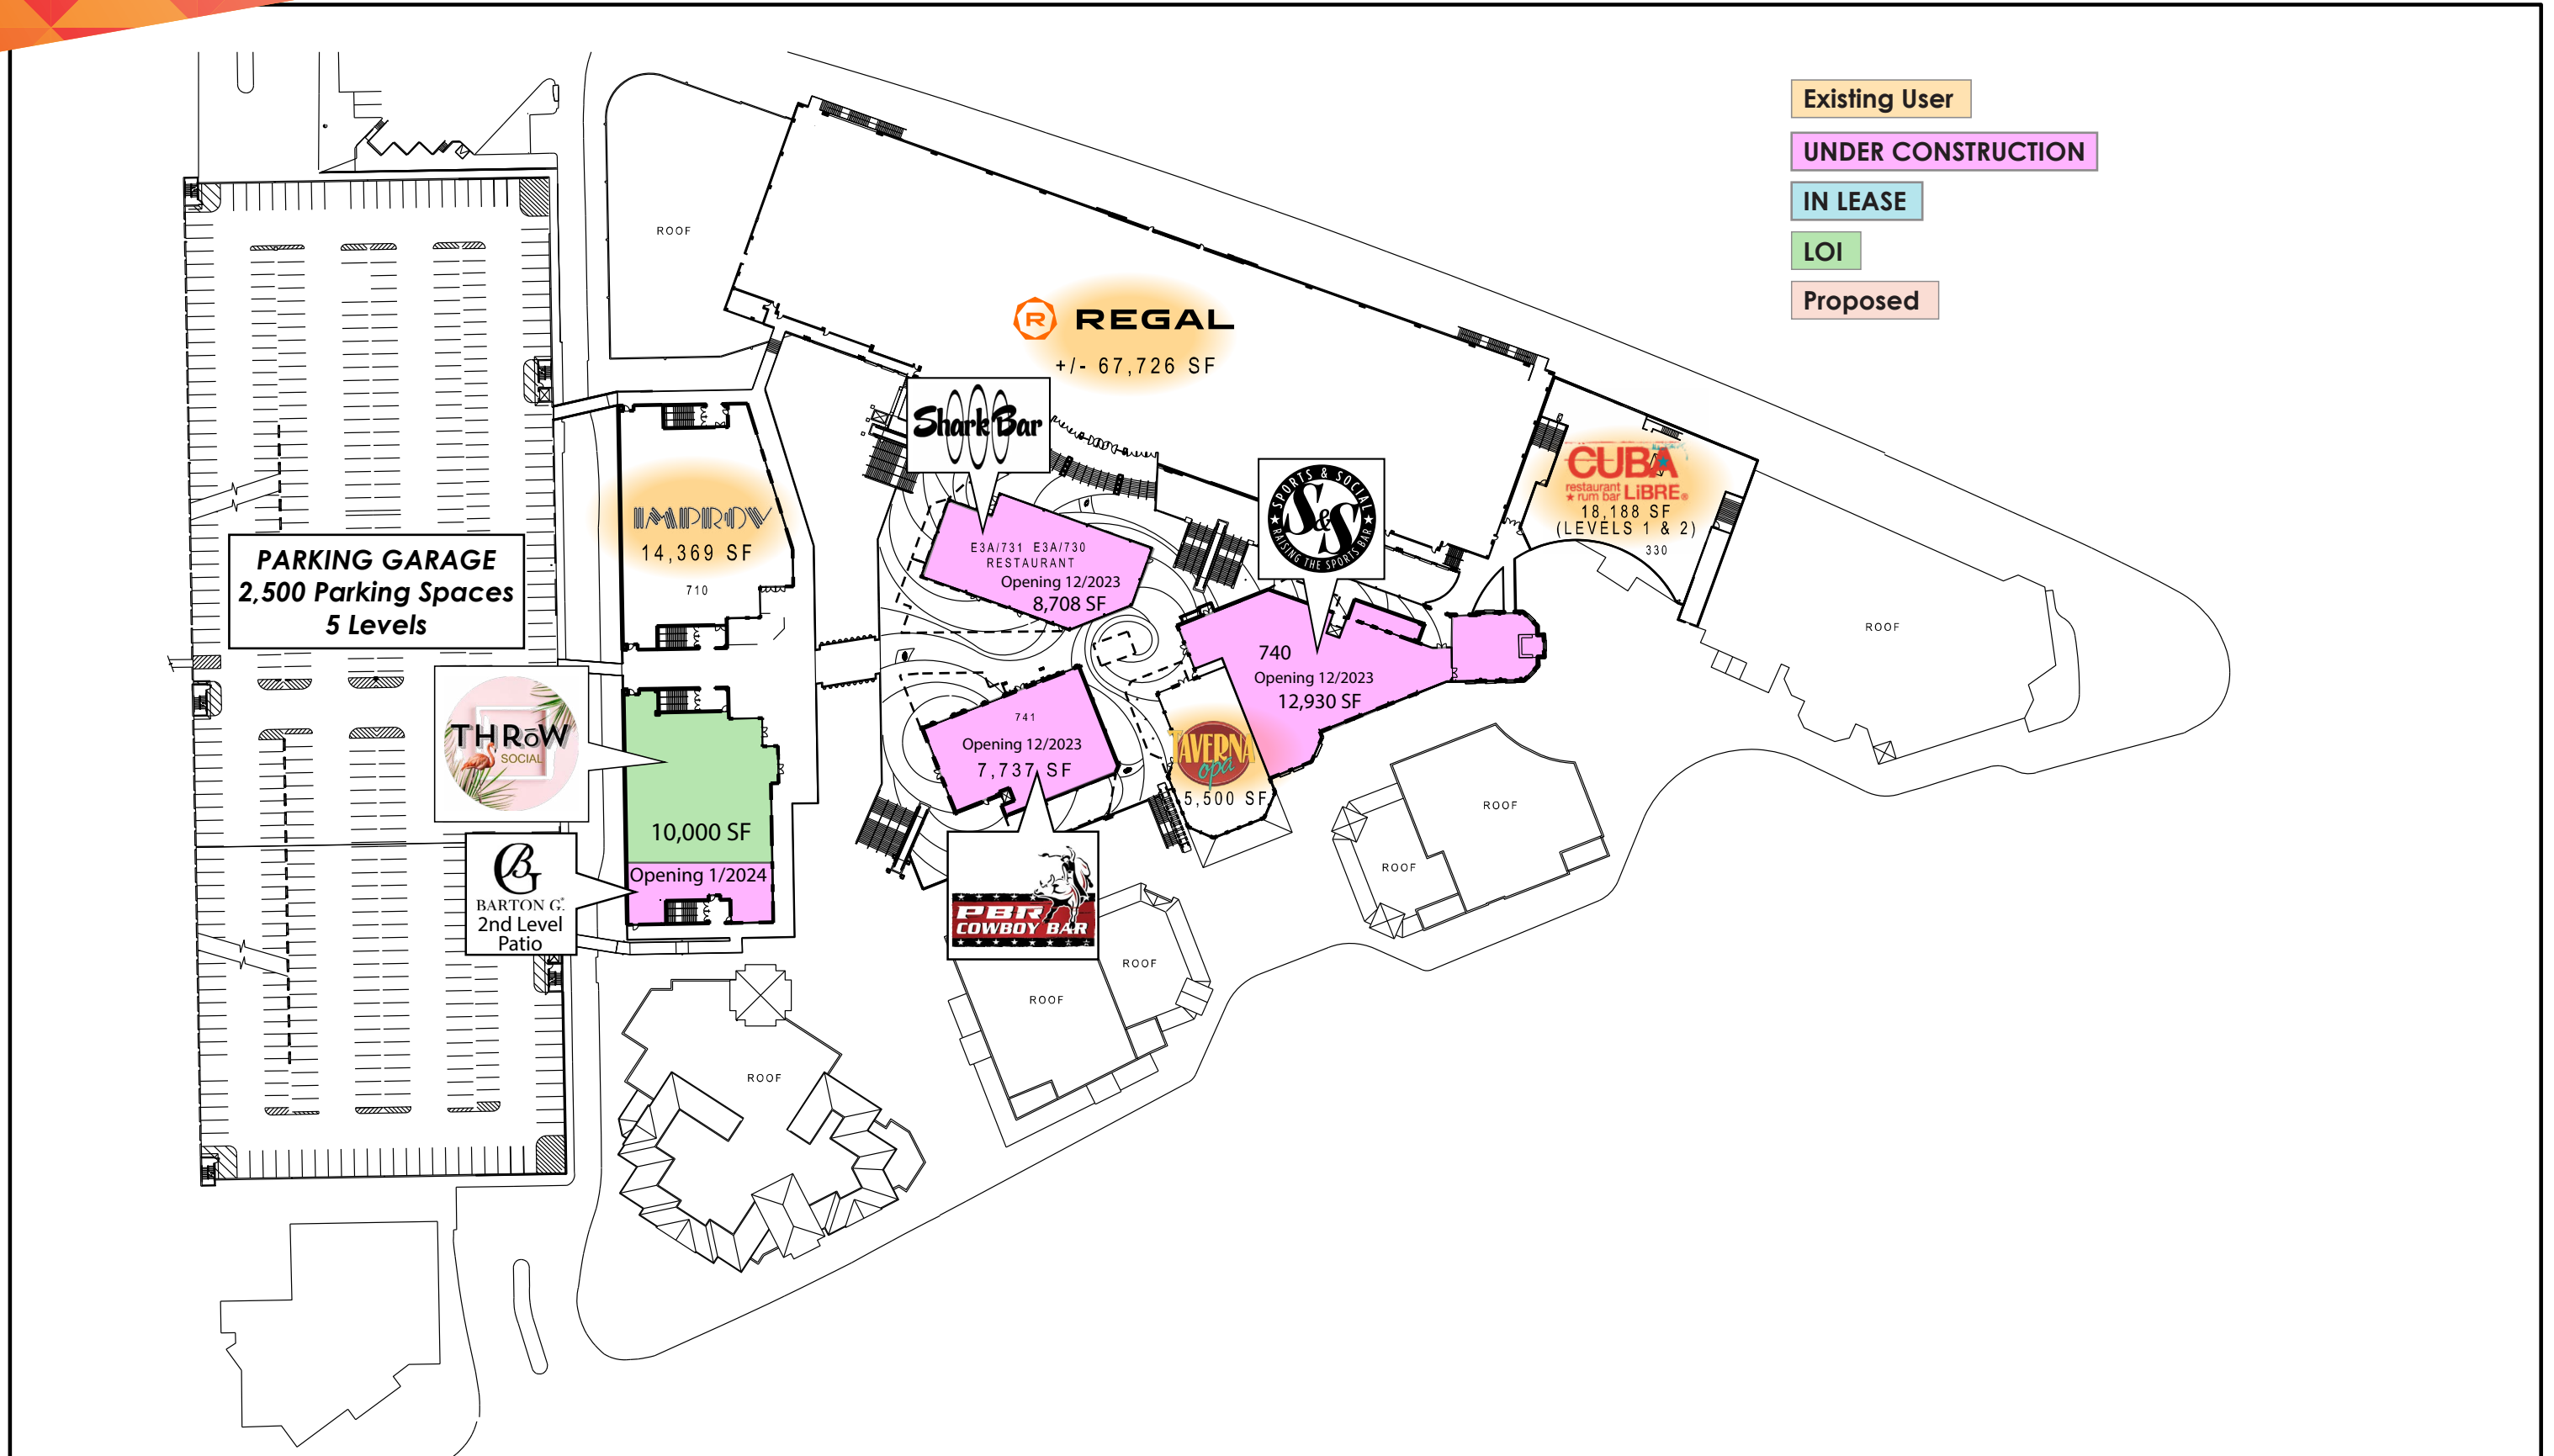 Existing User
UNDER CONSTRUCTION
IN LEASE
LOI
Proposed
ROOF
R REGAL
+/- 67,726 SF
Shark Bar
SPORTS & SOCIAL
S&S
RAISING THE SPORTS BAR
CUBA
restaurant
rum bar LiBRE®
18,188 SF
(LEVELS 1 & 2)
330
IMPROV
14,369 SF
710
E3A/731 E3A/730
RESTAURANT
Opening 12/2023
8,708 SF
PARKING GARAGE
2,500 Parking Spaces
5 Levels
ROOF
740
Opening 12/2023
12,930 SF
THRōW
SOCIAL
741
Opening 12/2023
7,737 SF
TAVERNA
opa
5,500 SF
ROOF
ROOF
10,000 SF
Opening 1/2024
BG
BARTON G.
2nd Level
Patio
PBR
COWBOY BAR
ROOF
ROOF
ROOF